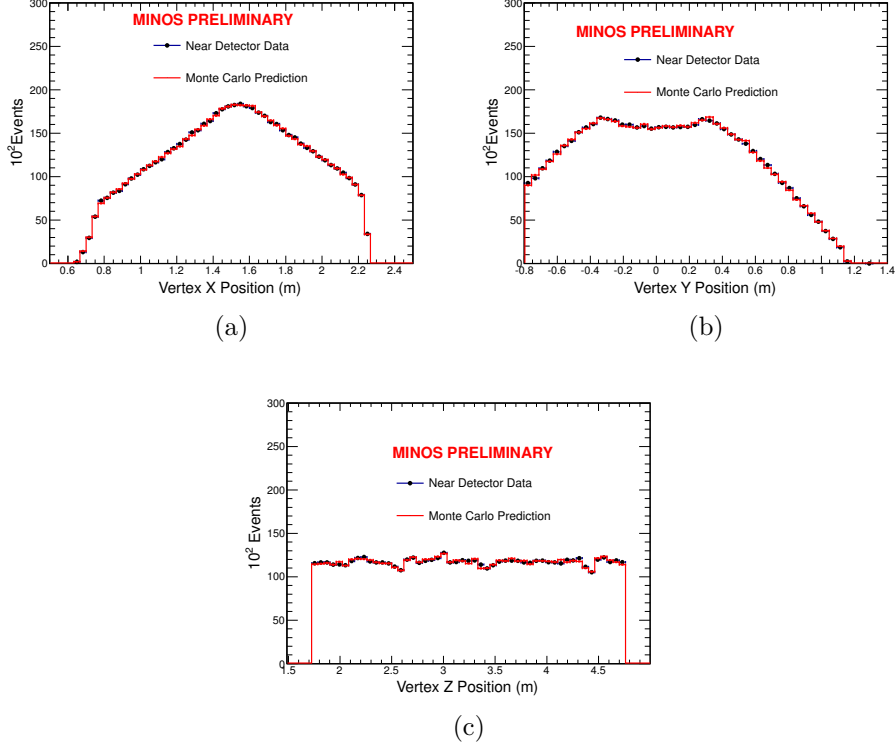 300
250
200
150
100
50
0
10² Events
MINOS PRELIMINARY
Near Detector Data
Monte Carlo Prediction
0.6 0.8 1 1.2 1.4 1.6 1.8 2 2.2 2.4
Vertex X Position (m)
(a)
300
250
200
150
100
50
0
10² Events
MINOS PRELIMINARY
Near Detector Data
Monte Carlo Prediction
-0.8 -0.6 -0.4 -0.2 0 0.2 0.4 0.6 0.8 1 1.2 1.4
Vertex Y Position (m)
(b)
300
250
200
150
100
50
0
10² Events
MINOS PRELIMINARY
Near Detector Data
Monte Carlo Prediction
1.5 2 2.5 3 3.5 4 4.5
Vertex Z Position (m)
(c)